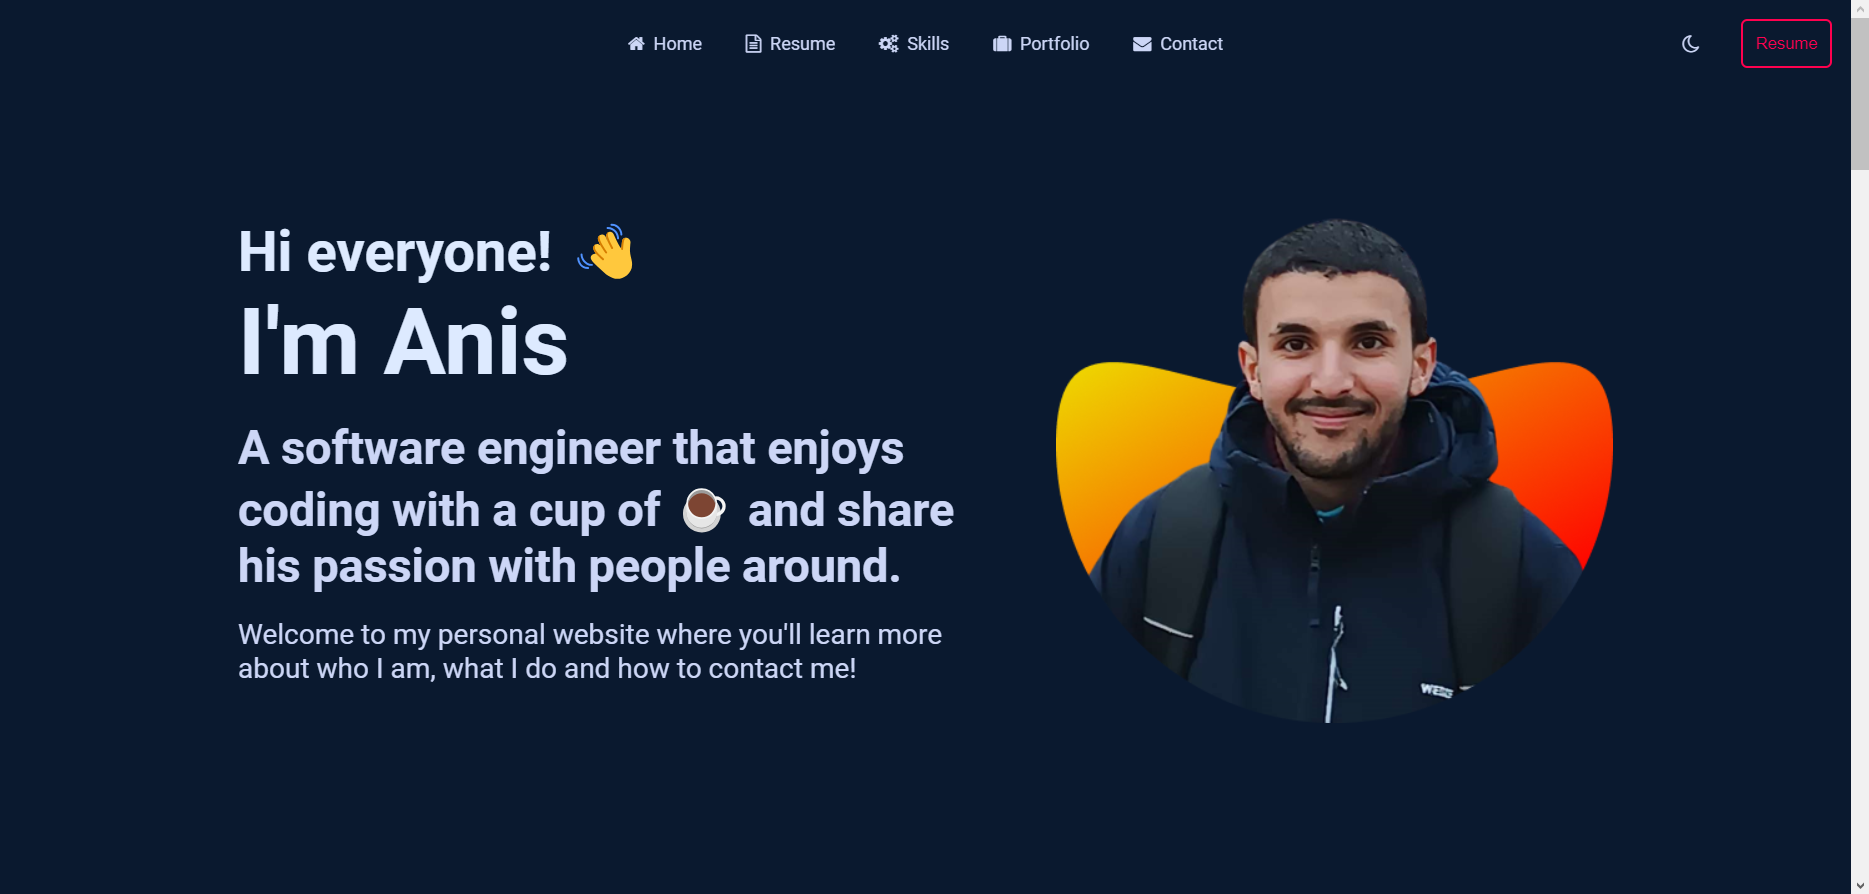 Home Resume Skills Portfolio Contact Resume
Hi everyone! 👋
I'm Anis
A software engineer that enjoys
coding with a cup of ☕ and share
his passion with people around.
Welcome to my personal website where you'll learn more
about who I am, what I do and how to contact me!